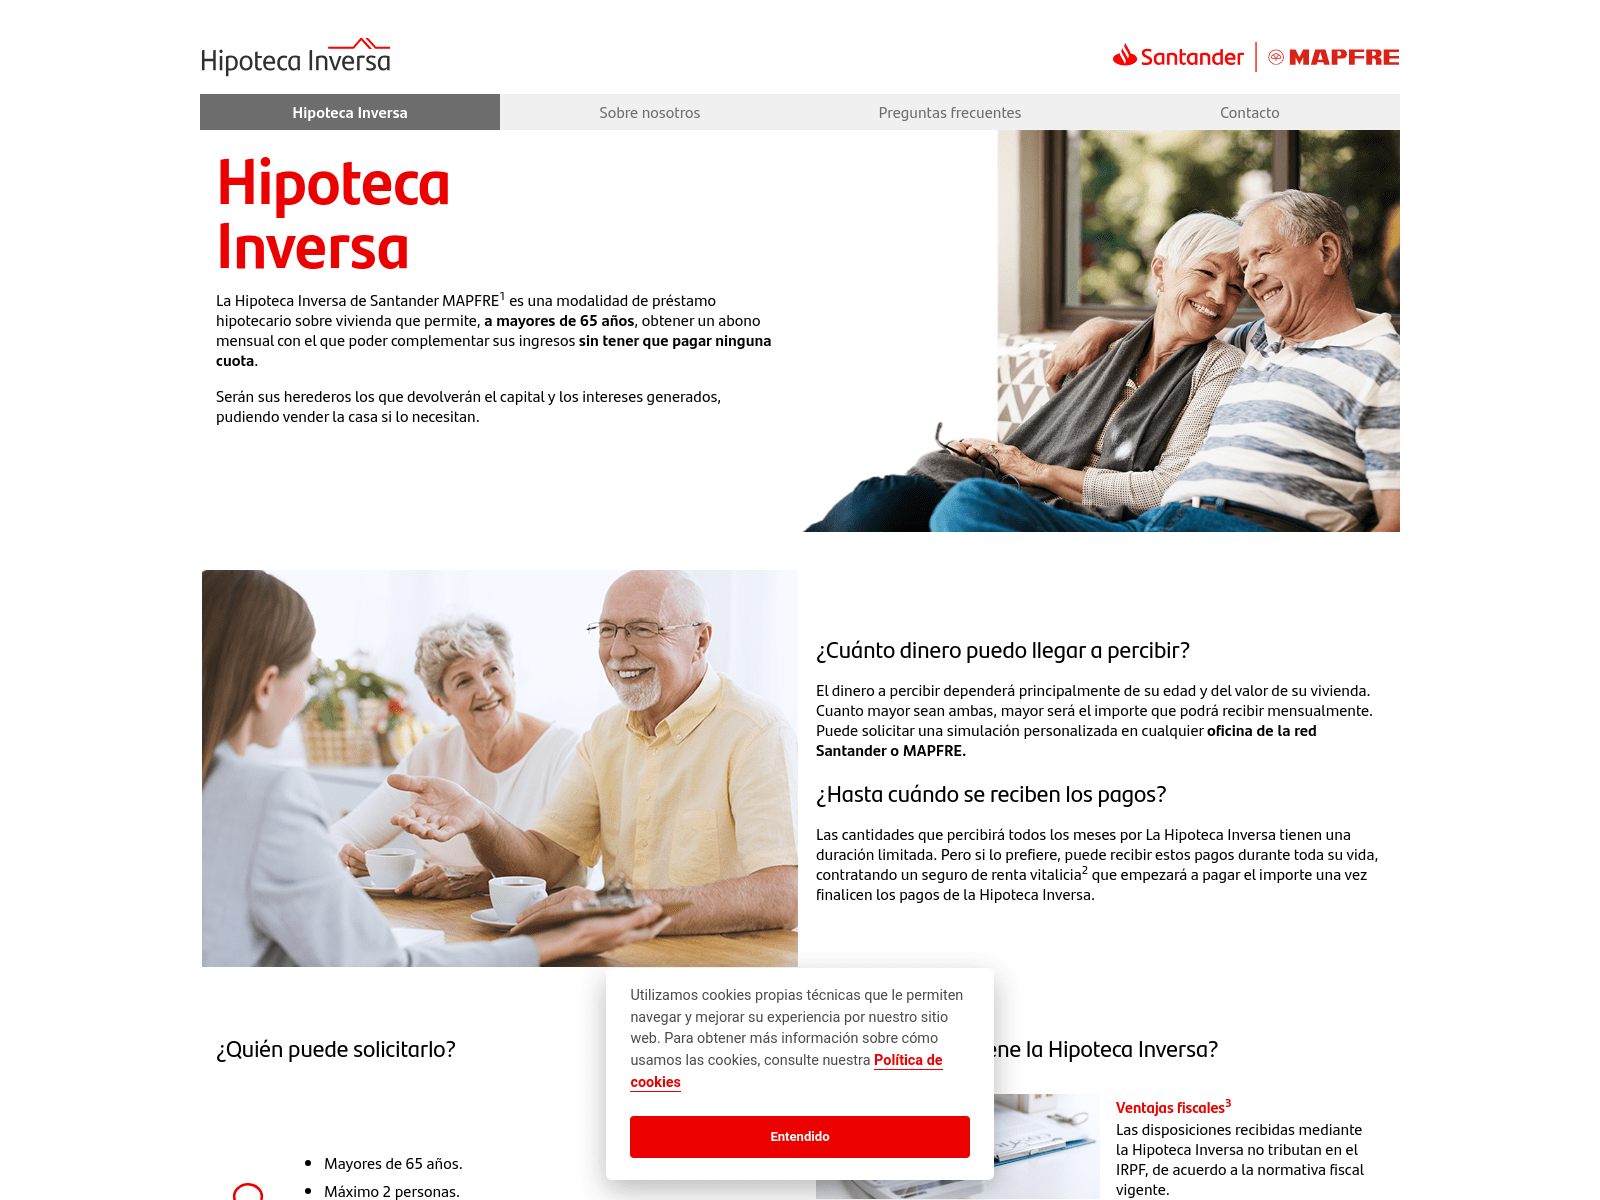 Hipoteca Inversa
Santander
MAPFRE
Hipoteca Inversa
Sobre nosotros
Preguntas frecuentes
Contacto
Hipoteca
Inversa
La Hipoteca Inversa de Santander MAPFRE1 es una modalidad de préstamo
hipotecario sobre vivienda que permite, a mayores de 65 años, obtener un abono
mensual con el que poder complementar sus ingresos sin tener que pagar ninguna
cuota.
Serán sus herederos los que devolverán el capital y los intereses generados,
pudiendo vender la casa si lo necesitan.
¿Cuánto dinero puedo llegar a percibir?
El dinero a percibir dependerá principalmente de su edad y del valor de su vivienda.
Cuanto mayor sean ambas, mayor será el importe que podrá recibir mensualmente.
Puede solicitar una simulación personalizada en cualquier oficina de la red
Santander o MAPFRE.
¿Hasta cuándo se reciben los pagos?
Las cantidades que percibirá todos los meses por La Hipoteca Inversa tienen una
duración limitada. Pero si lo prefiere, puede recibir estos pagos durante toda su vida,
contratando un seguro de renta vitalicia2 que empezará a pagar el importe una vez
finalicen los pagos de la Hipoteca Inversa.
¿Quién puede solicitarlo?
Mayores de 65 años.
Máximo 2 personas.
Utilizamos cookies propias técnicas que le permiten
navegar y mejorar su experiencia por nuestro sitio
web. Para obtener más información sobre cómo
usamos las cookies, consulte nuestra Política de
cookies
Entendido
la Hipoteca Inversa?
Ventajas fiscales3
Las disposiciones recibidas mediante
la Hipoteca Inversa no tributan en el
IRPF, de acuerdo a la normativa fiscal
vigente.